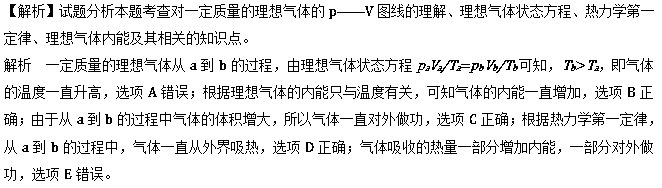 【解析】试题分析本题考查对一定质量的理想气体的 p——V 图线的理解、理想气体状态方程、热力学第一
定律、理想气体内能及其相关的知识点。
解析 一定质量的理想气体从 a 到 b 的过程，由理想气体状态方程 paVa/Ta=pbVb/Tb 可知，Tb>Ta，即气体
的温度一直升高，选项 A 错误；根据理想气体的内能只与温度有关，可知气体的内能一直增加，选项 B 正
确；由于从 a 到 b 的过程中气体的体积增大，所以气体一直对外做功，选项 C 正确；根据热力学第一定律，
从 a 到 b 的过程中，气体一直从外界吸热，选项 D 正确；气体吸收的热量一部分增加内能，一部分对外做
功，选项 E 错误。